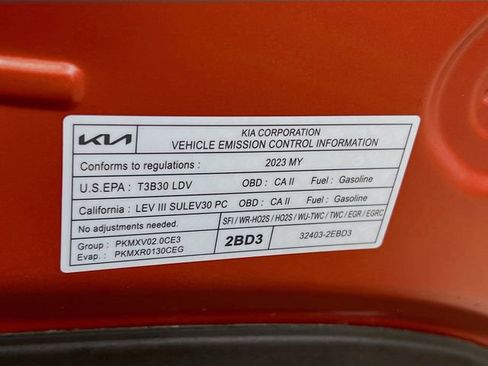 KIA
KIA CORPORATION
VEHICLE EMISSION CONTROL INFORMATION
Conforms to regulations : 2023 MY
U.S.EPA : T3B30 LDV OBD : CA II Fuel : Gasoline
California : LEV III SULEV30 PC OBD : CA II Fuel : Gasoline
No adjustments needed. SFI / WR-HO2S / HO2S / WU-TWC / TWC / EGR / EGRC
Group : PKMXV02.0CE3
Evap. : PKMXR0130CEG
2BD3 32403-2EBD3